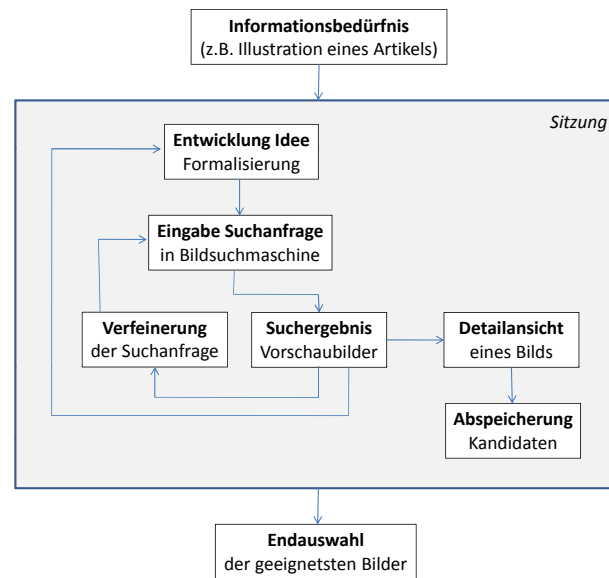 Informationsbedürfnis
(z.B. Illustration eines Artikels)
Sitzung
Entwicklung Idee
Formalisierung
Eingabe Suchanfrage
in Bildsuchmaschine
Verfeinerung
der Suchanfrage
Suchergebnis
Vorschaubilder
Detailansicht
eines Bilds
Abspeicherung
Kandidaten
Endauswahl
der geeignetsten Bilder